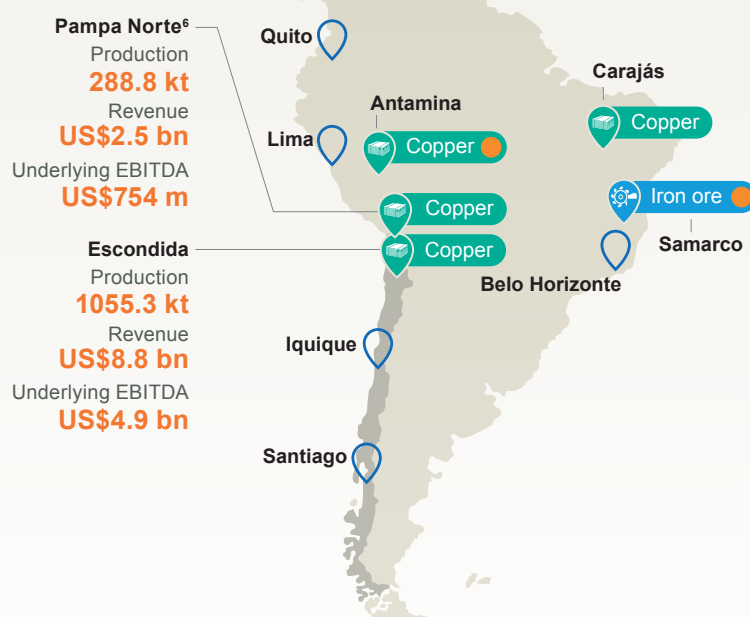 Pampa Norte⁶
Production
288.8 kt
Revenue
US$2.5 bn
Underlying EBITDA
US$754 m
Escondida
Production
1055.3 kt
Revenue
US$8.8 bn
Underlying EBITDA
US$4.9 bn
Quito
Lima
Antamina
Copper
Copper
Copper
Iquique
Santiago
Carajás
Copper
Iron ore
Samarco
Belo Horizonte